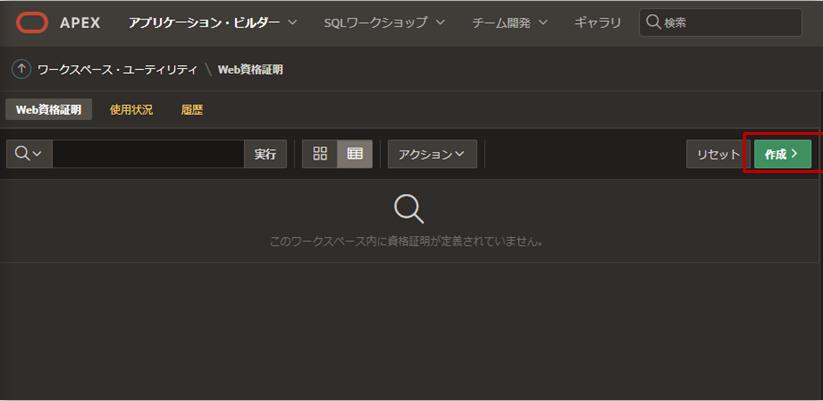 APEX アプリケーション・ビルダー SQLワークショップ チーム開発 ギャラリ 検索
ワークスペース・ユーティリティ \ Web資格証明
Web資格証明 使用状況 履歴
実行 アクション リセット 作成
このワークスペース内に資格証明が定義されていません。